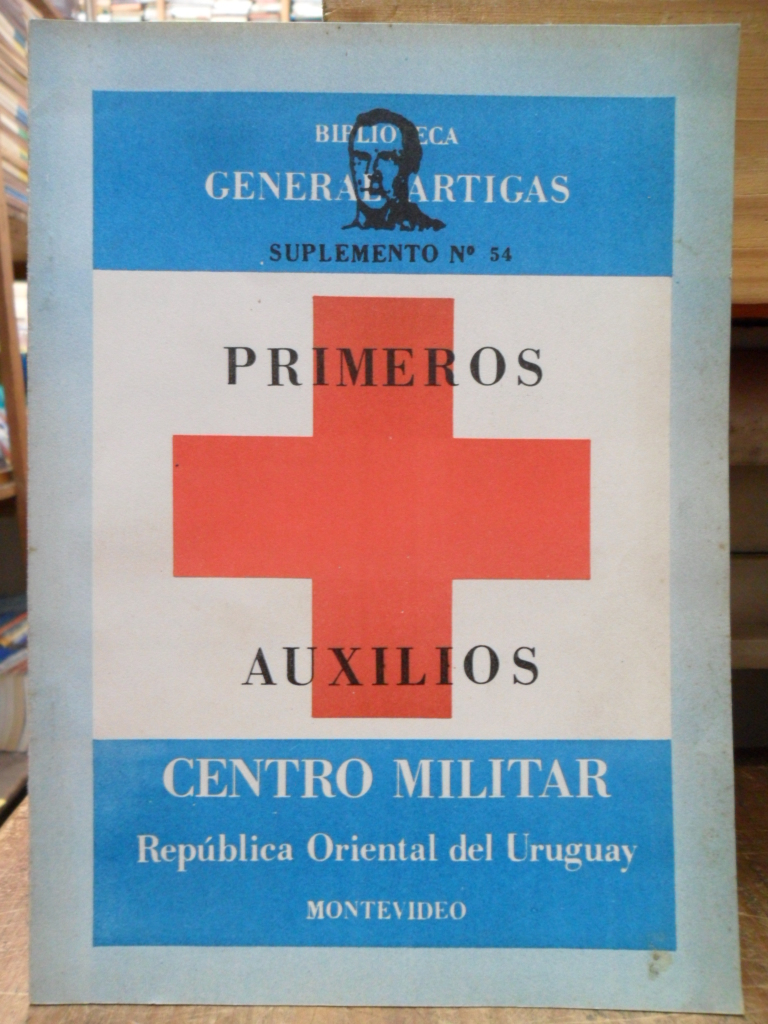 BIBLIOTECA
GENERAL ARTIGAS
SUPLEMENTO Nº 54
PRIMEROS
AUXILIOS
CENTRO MILITAR
República Oriental del Uruguay
MONTEVIDEO